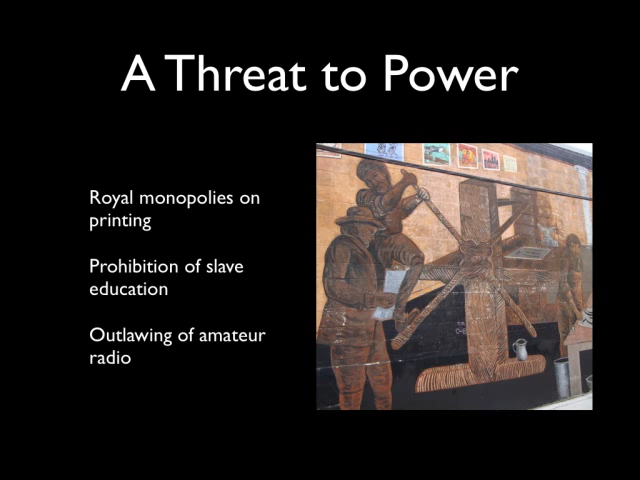 A Threat to Power
Royal monopolies on
printing
Prohibition of slave
education
Outlawing of amateur
radio